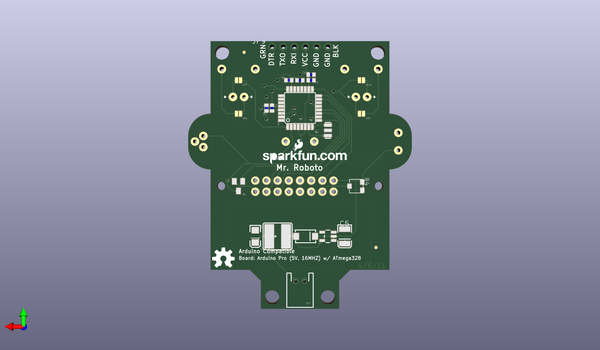 GRN
DTR
TXO
RXI
VCC
GND
GND
BLK
sparkfun.com
Mr. Roboto
C6
Arduino Compatible
Board: Arduino Pro (5V, 16MHZ) w/ ATmega328